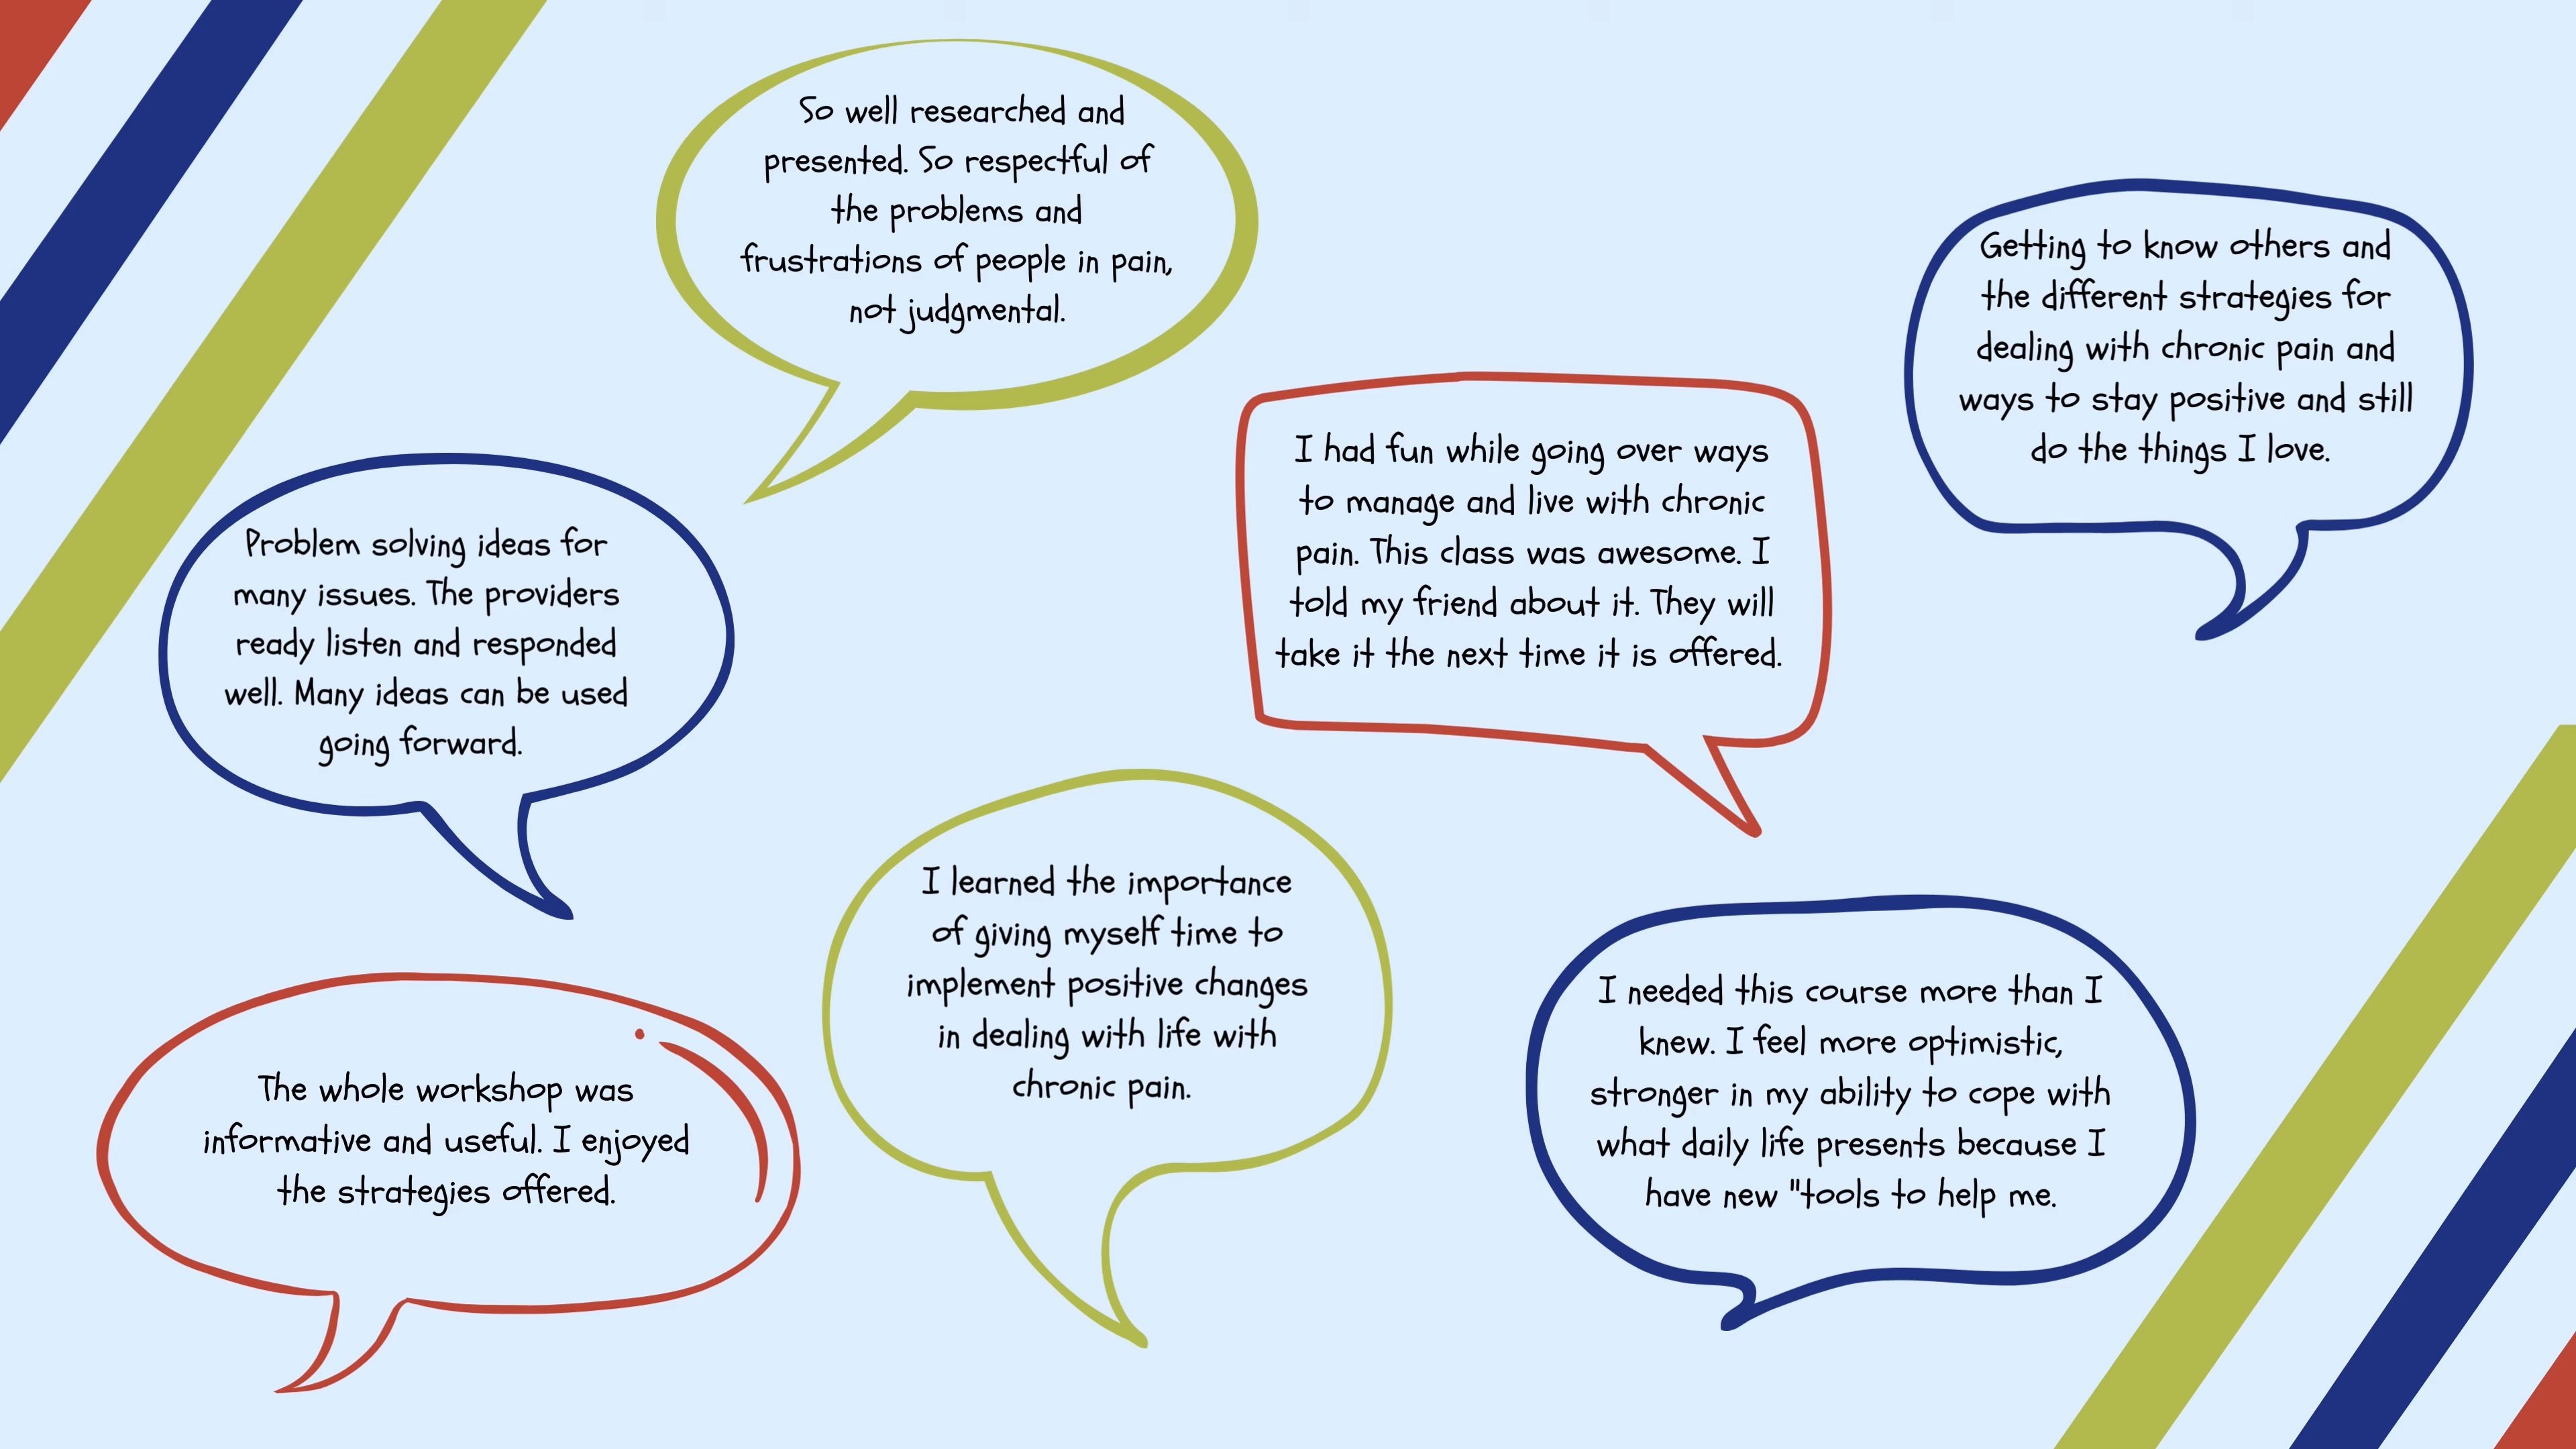 So well researched and
presented. So respectful of
the problems and
frustrations of people in pain,
not judgmental.
Getting to know others and
the different strategies for
dealing with chronic pain and
ways to stay positive and still
do the things I love.
I had fun while going over ways
to manage and live with chronic
pain. This class was awesome. I
told my friend about it. They will
take it the next time it is offered.
Problem solving ideas for
many issues. The providers
ready listen and responded
well. Many ideas can be used
going forward.
I learned the importance
of giving myself time to
implement positive changes
in dealing with life with
chronic pain.
I needed this course more than I
knew. I feel more optimistic,
stronger in my ability to cope with
what daily life presents because I
have new "tools to help me.
The whole workshop was
informative and useful. I enjoyed
the strategies offered.